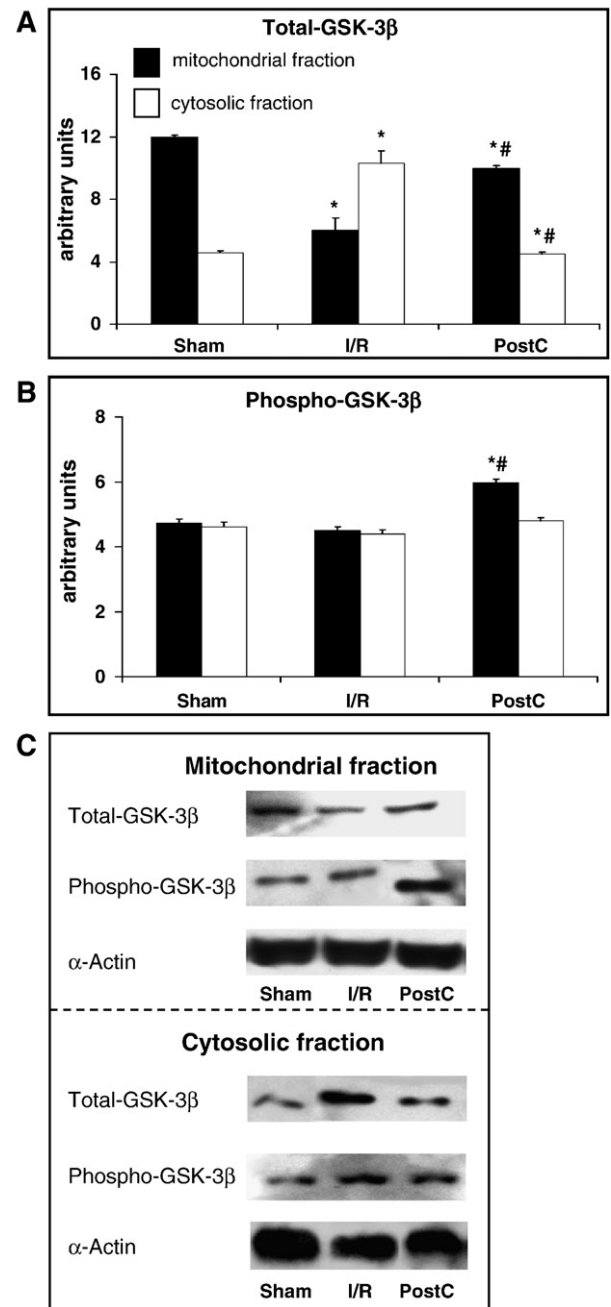 A
Total-GSK-3β
mitochondrial fraction
cytosolic fraction
arbitrary units
16
12
8
4
0
*
*
*#
*#
Sham I/R PostC
B
Phospho-GSK-3β
arbitrary units
8
6
4
2
0
*#
Sham I/R PostC
C
Mitochondrial fraction
Total-GSK-3β
Phospho-GSK-3β
α-Actin
Sham I/R PostC
Cytosolic fraction
Total-GSK-3β
Phospho-GSK-3β
α-Actin
Sham I/R PostC